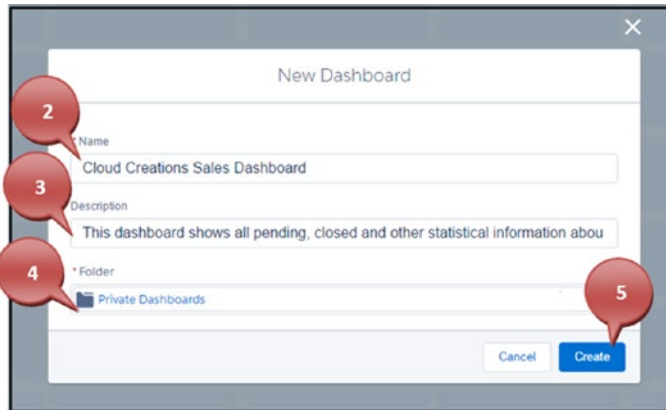 New Dashboard
2
* Name
Cloud Creations Sales Dashboard
3
Description
This dashboard shows all pending, closed and other statistical information abou
4
* Folder
Private Dashboards
5
Cancel
Create